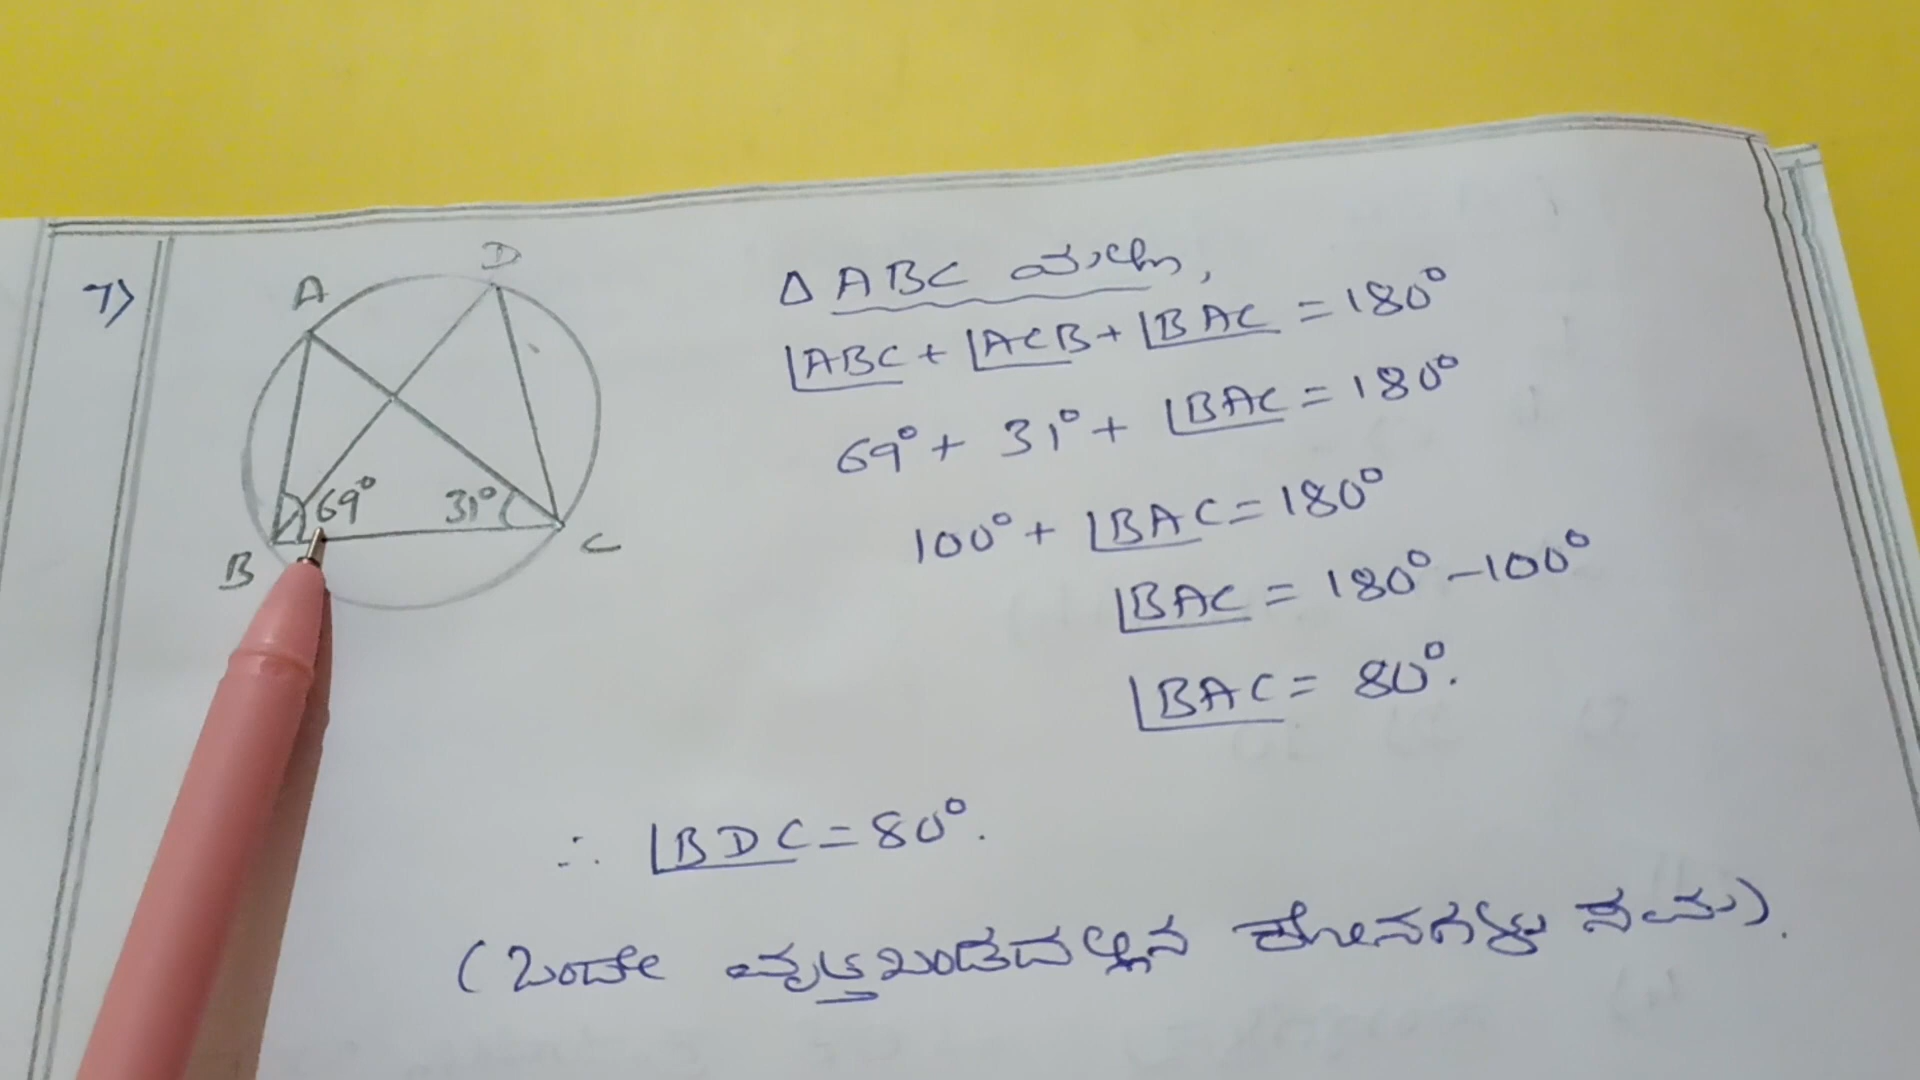 7)
A
D
69°
31°
B
C
∆ ABC ಯಲ್ಲಿ,
∠ABC + ∠ACB + ∠BAC = 180°
69° + 31° + ∠BAC = 180°
100° + ∠BAC = 180°
∠BAC = 180° - 100°
∠BAC = 80°.
∴ ∠BDC = 80°.
(ಒಂದೇ ವೃತ್ತಖಂಡದಲ್ಲಿನ ಕೋನಗಳು ಸಮ).